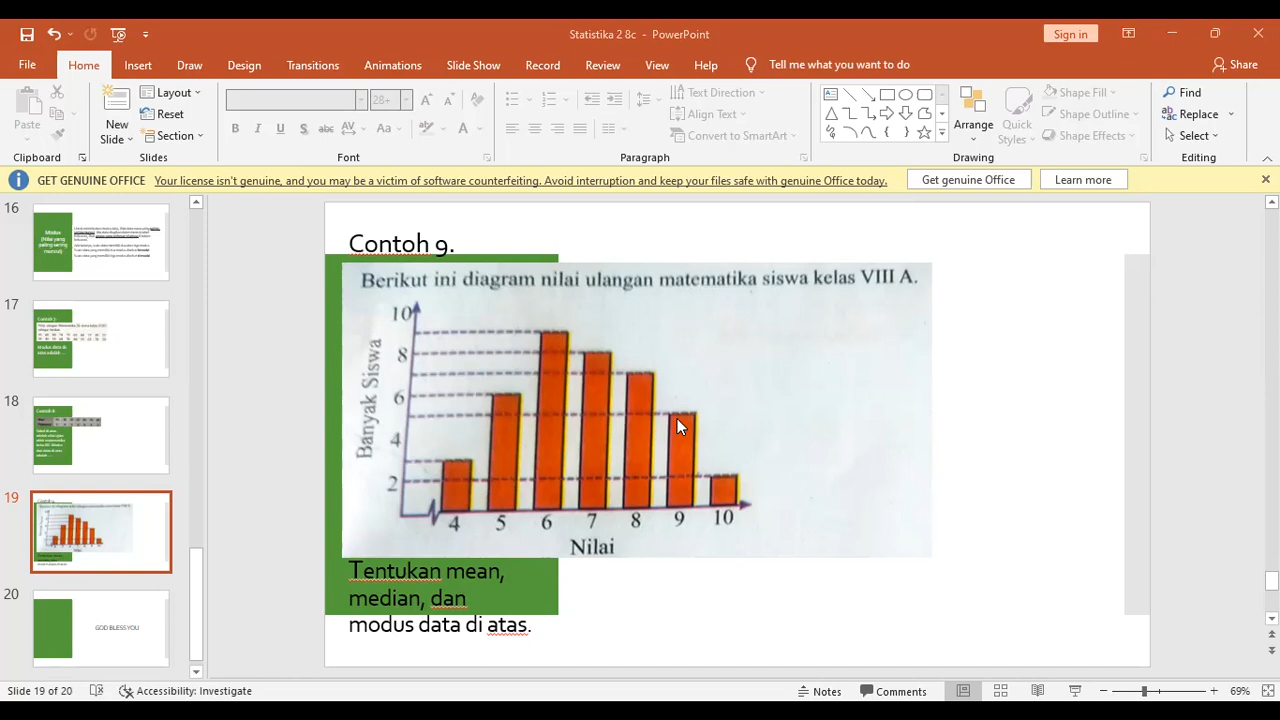 Statistika 2 8c - PowerPoint
Sign in
File Home Insert Draw Design Transitions Animations Slide Show Record Review View Help Tell me what you want to do Share
Paste
New Slide
Layout
Reset
Section
28+
Text Direction
Align Text
Convert to SmartArt
Arrange
Quick Styles
Shape Fill
Shape Outline
Shape Effects
Find
Replace
Select
Clipboard Slides Font Paragraph Drawing Editing
GET GENUINE OFFICE Your license isn't genuine, and you may be a victim of software counterfeiting. Avoid interruption and keep your files safe with genuine Office today. Get genuine Office Learn more
16
17
18
19
20
GOD BLESS YOU
Contoh 9.
Berikut ini diagram nilai ulangan matematika siswa kelas VIII A.
Banyak Siswa
10
8
6
4
2
4 5 6 7 8 9 10
Nilai
Tentukan mean,
median, dan
modus data di atas.
Slide 19 of 20 Accessibility: Investigate Notes Comments 69%